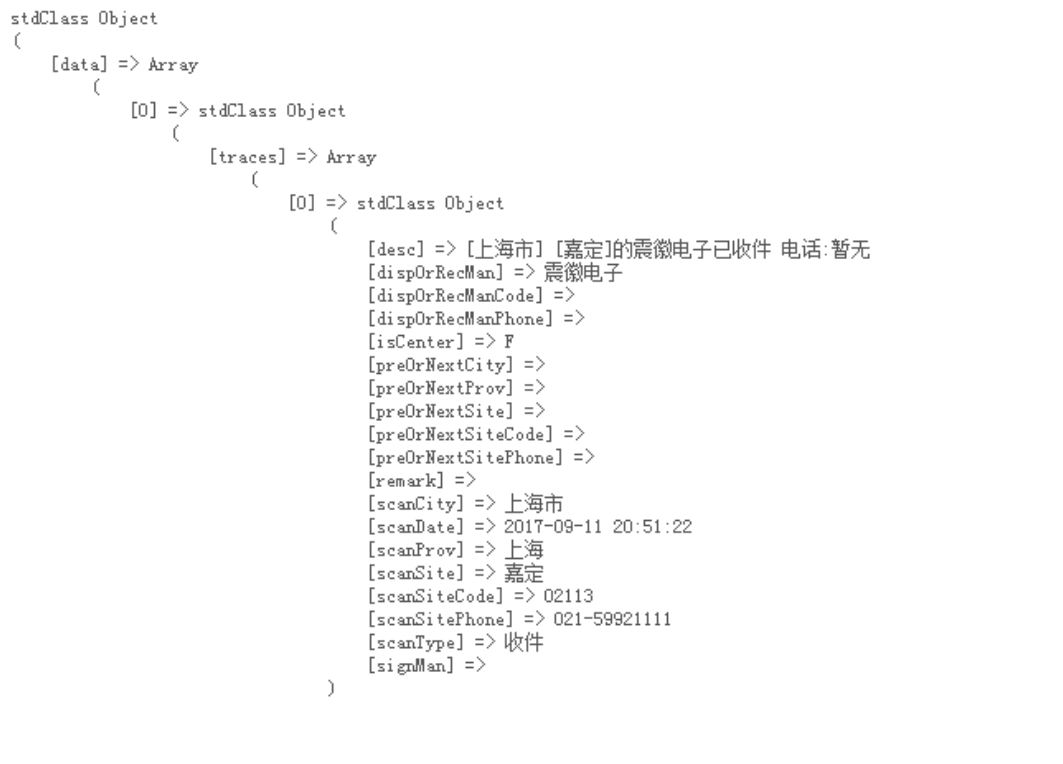 stdClass Object
(
[data] => Array
(
[0] => stdClass Object
(
[traces] => Array
(
[0] => stdClass Object
(
[desc] => [上海市] [嘉定]的震徽电子已收件 电话:暂无
[dispOrRecMan] => 震徽电子
[dispOrRecManCode] =>
[dispOrRecManPhone] =>
[isCenter] => F
[preOrNextCity] =>
[preOrNextProv] =>
[preOrNextSite] =>
[preOrNextSiteCode] =>
[preOrNextSitePhone] =>
[remark] =>
[scanCity] => 上海市
[scanDate] => 2017-09-11 20:51:22
[scanProv] => 上海
[scanSite] => 嘉定
[scanSiteCode] => 02113
[scanSitePhone] => 021-59921111
[scanType] => 收件
[signMan] =>
)